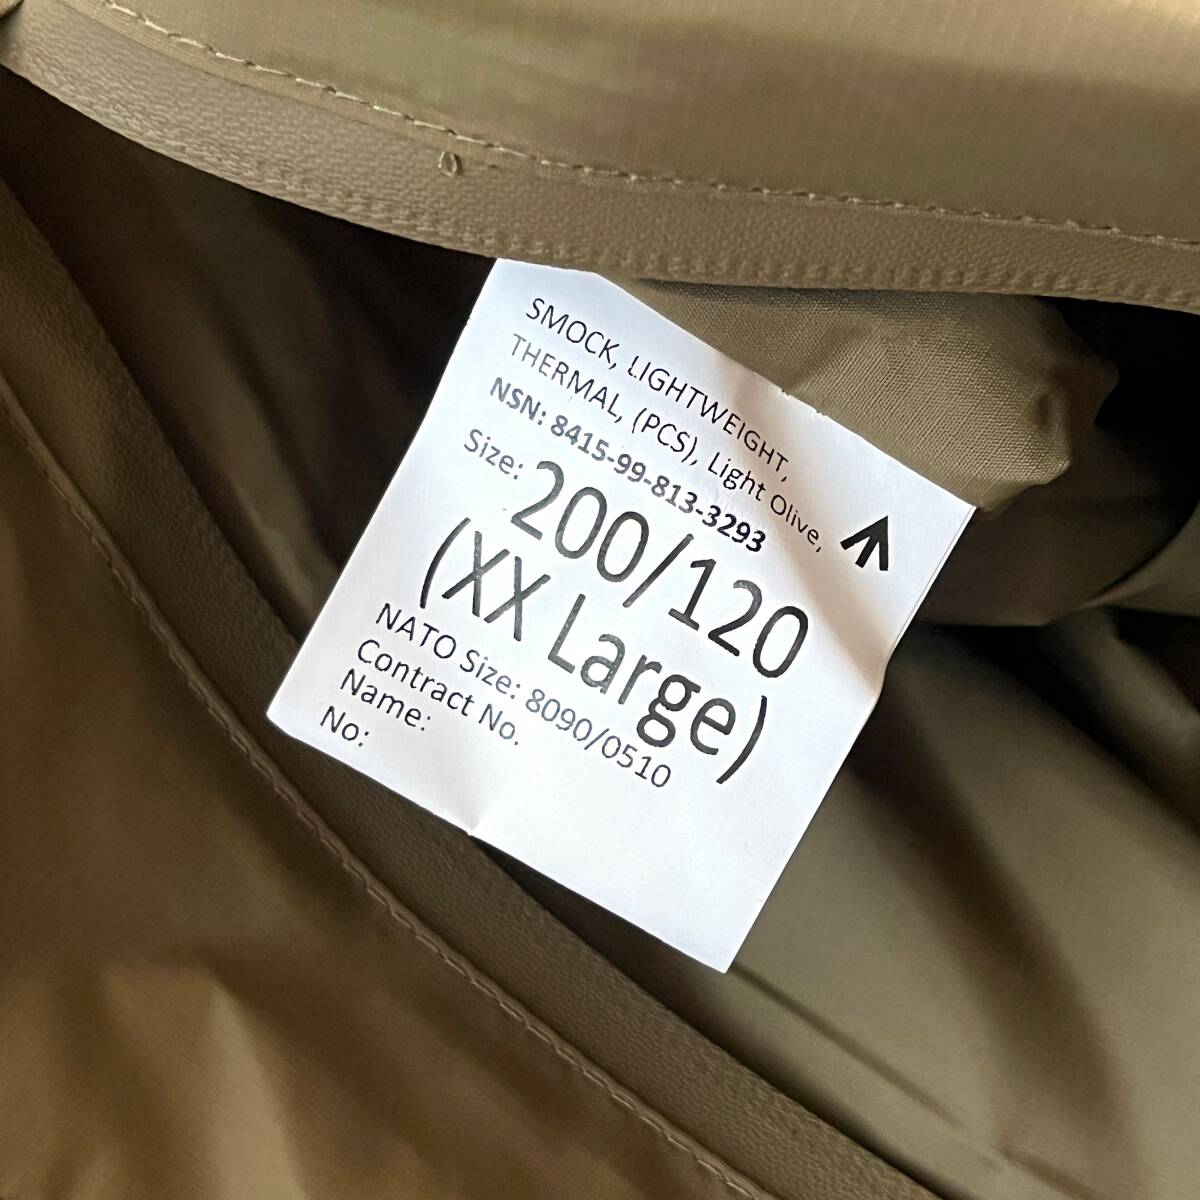 SMOCK, LIGHTWEIGHT,
THERMAL, (PCS), Light Olive,
NSN: 8415-99-813-3293
Size: 200/120
(XX Large)
NATO Size: 8090/0510
Contract No.
Name:
No: